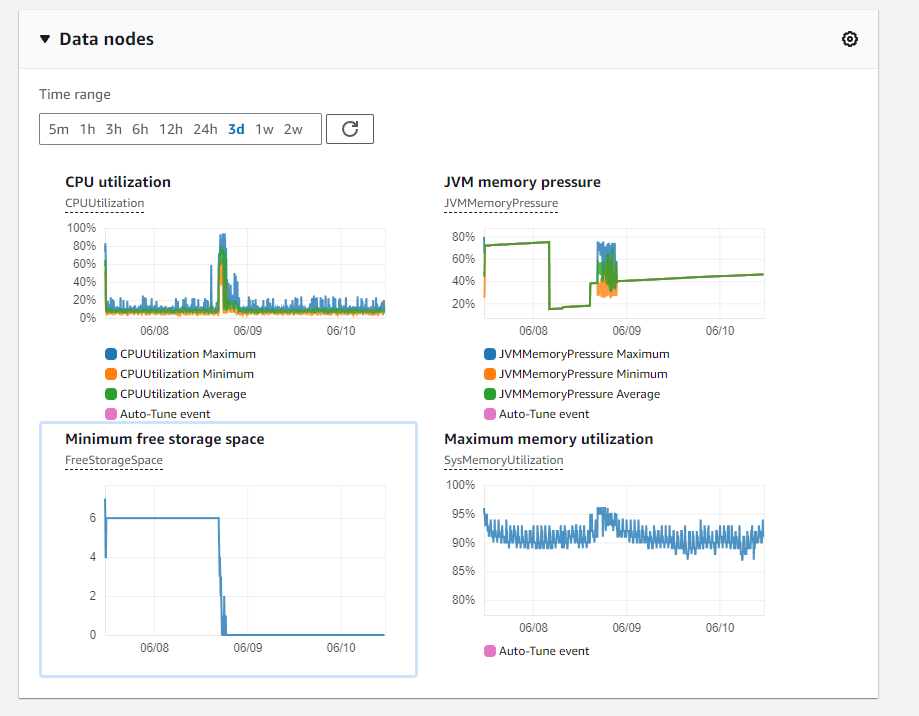 Data nodes
Time range
5m 1h 3h 6h 12h 24h 3d 1w 2w
CPU utilization
CPUUtilization
100%
80%
60%
40%
20%
0%
06/08 06/09 06/10
CPUUtilization Maximum
CPUUtilization Minimum
CPUUtilization Average
Auto-Tune event
JVM memory pressure
JVMMemoryPressure
80%
60%
40%
20%
06/08 06/09 06/10
JVMMemoryPressure Maximum
JVMMemoryPressure Minimum
JVMMemoryPressure Average
Auto-Tune event
Minimum free storage space
FreeStorageSpace
6
4
2
0
06/08 06/09 06/10
Maximum memory utilization
SysMemoryUtilization
100%
95%
90%
85%
80%
06/08 06/09 06/10
Auto-Tune event